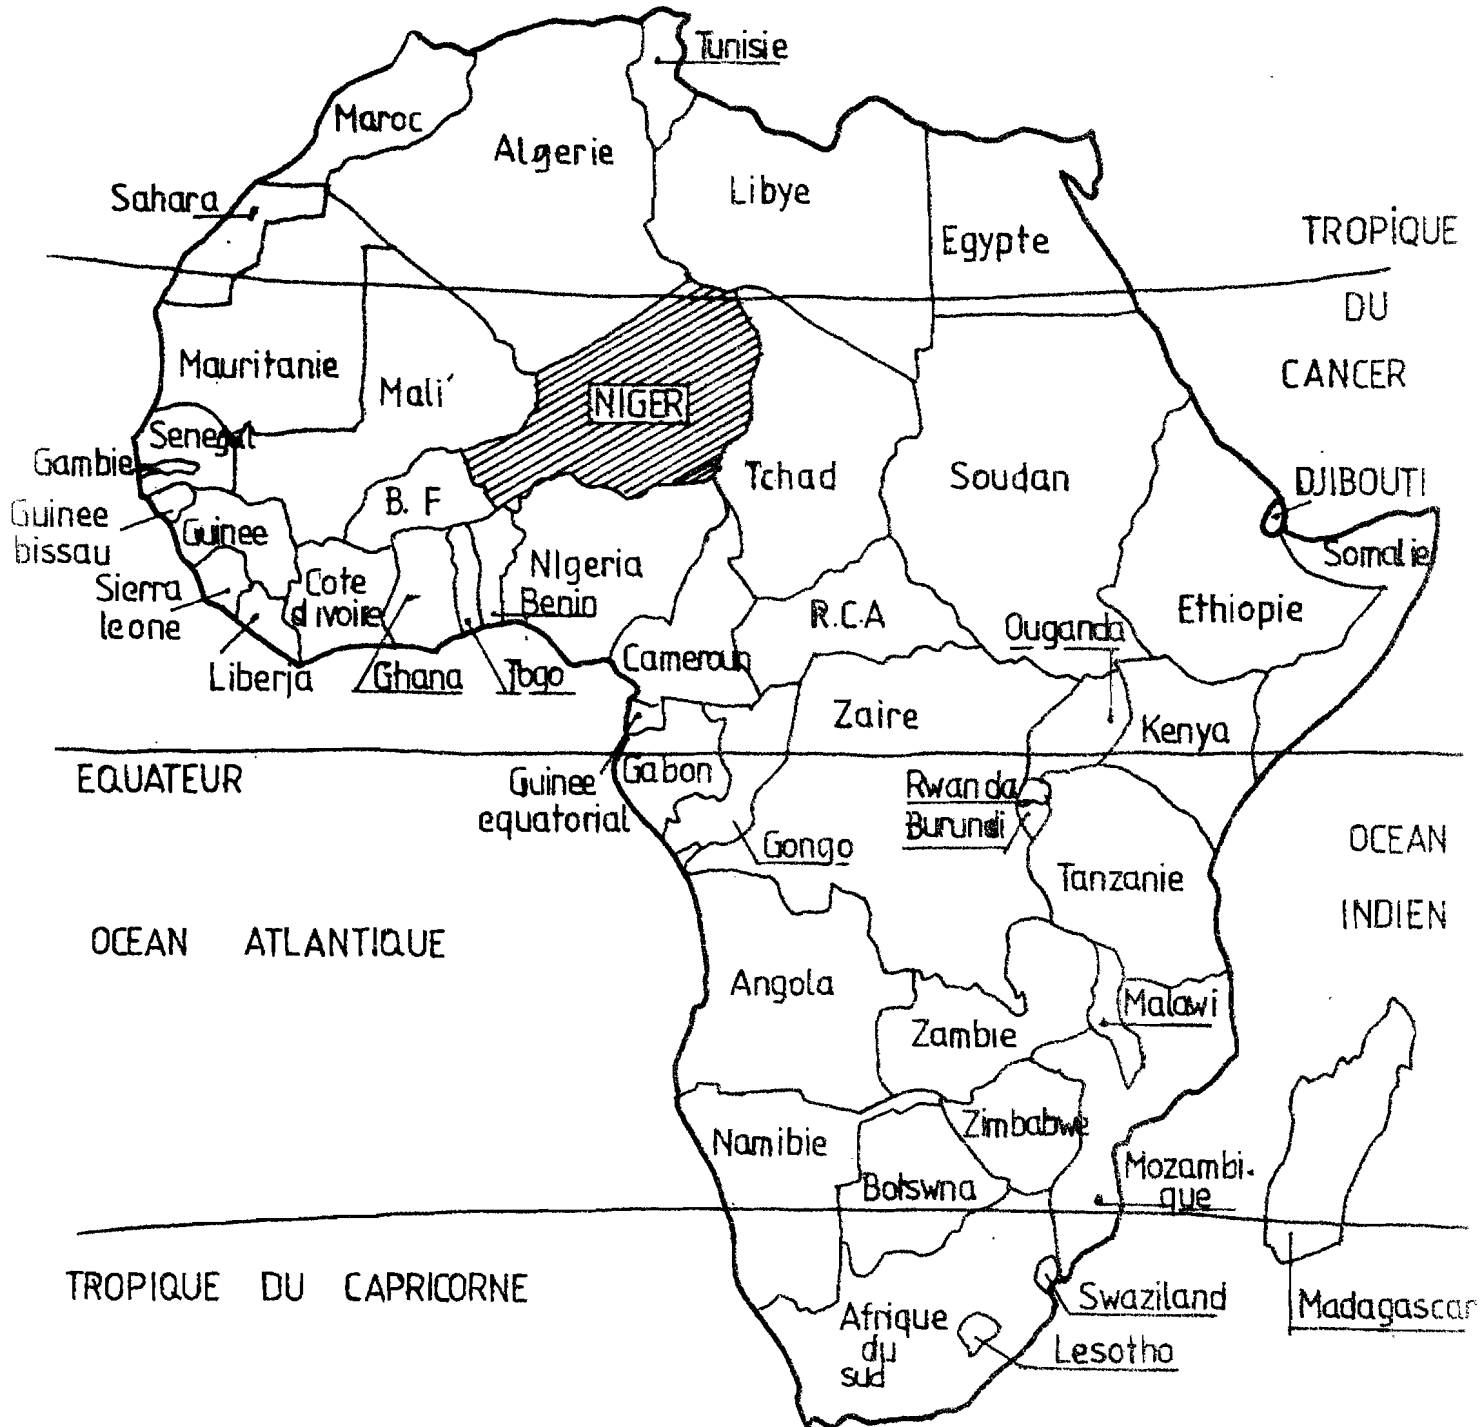 Tunisie
Maroc
Algerie
Libye
Sahara
Egypte
TROPIQUE
DU
CANCER
Mauritanie
Mali
NIGER
Senegal
Gambie
Tchad
Soudan
DJIBOUTI
B. F
Guinee
bissau
Guinee
Somalie
Sierra
leone
Cote
d'ivoire
NIgeria
Benin
R.C.A
Ethiopie
Ouganda
Liberia
Ghana
Togo
Cameroun
Zaire
Kenya
EQUATEUR
Guinee
equatorial
Gabon
Rwanda
Burundi
Gongo
OCEAN
INDIEN
Tanzanie
OCEAN ATLANTIQUE
Angola
Malawi
Zambie
Zimbabwe
Namibie
Botswna
Mozambi-
que
TROPIQUE DU CAPRICORNE
Swaziland
Madagascar
Afrique
du
sud
Lesotho